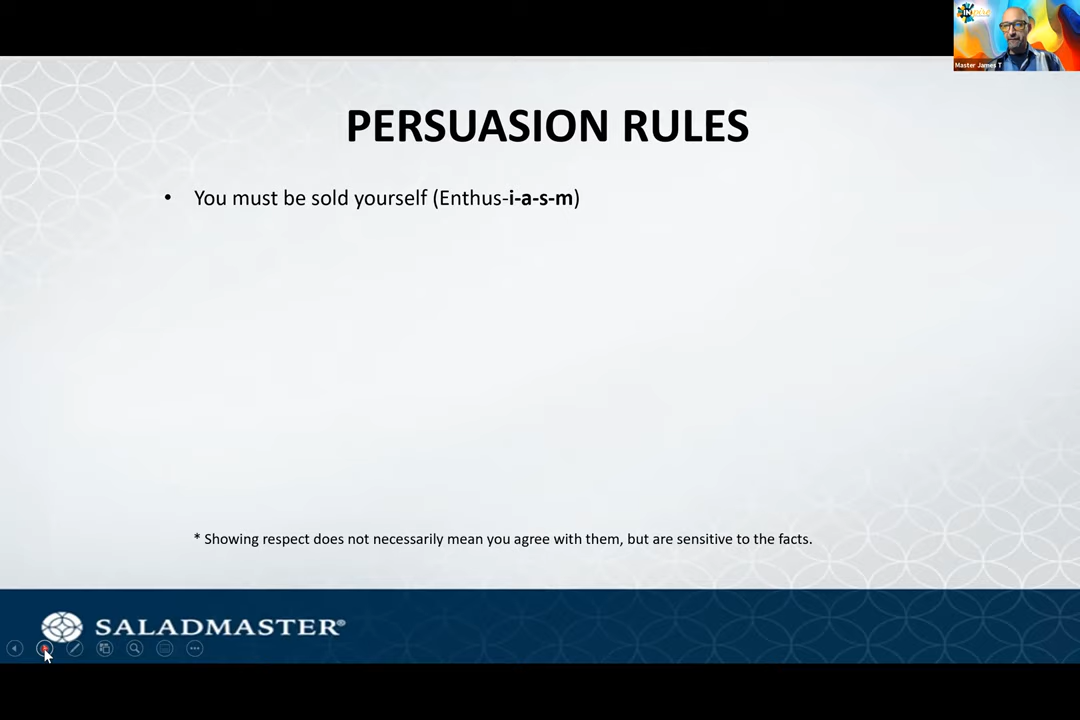 Master James T
PERSUASION RULES
• You must be sold yourself (Enthus-i-a-s-m)
* Showing respect does not necessarily mean you agree with them, but are sensitive to the facts.
SALADMASTER®